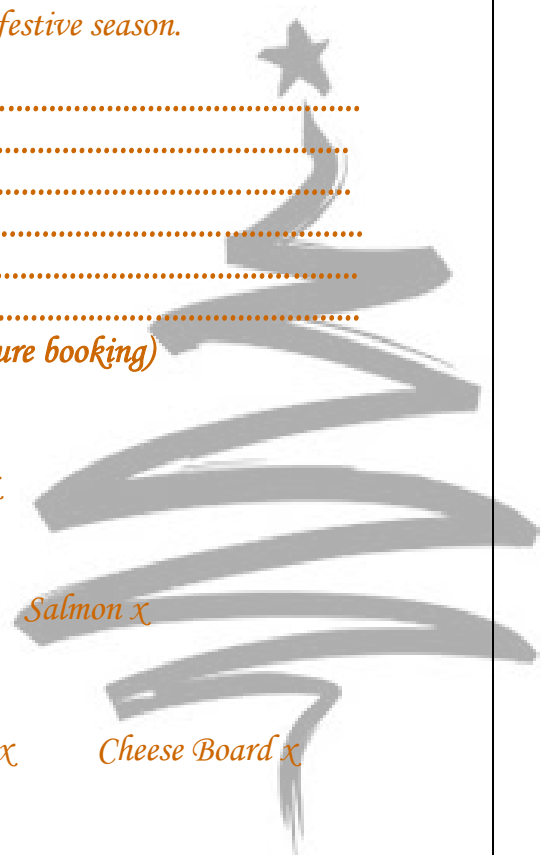 festive season.
....................................................
..................................................
..................................................
....................................................
...................................................
...................................................
ure booking)
Salmon x
x
Cheese Board x